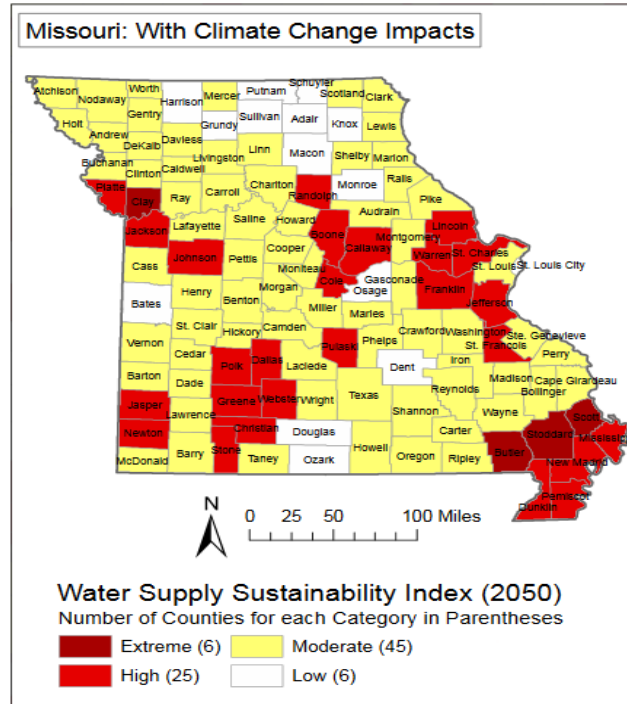 Missouri: With Climate Change Impacts
Schuyler
Putnam
Atchison
Worth
Mercer
Scotland
Nodaway
Harrison
Clark
Gentry
Sullivan
Adair
Knox
Holt
Grundy
Lewis
Andrew
Daviess
Linn
Macon
DeKalb
Livingston
Shelby
Marion
Buchanan
Clinton
Caldwell
Chariton
Monroe
Ralls
Platte
Clay
Ray
Carroll
Randolph
Pike
Saline
Howard
Audrain
Jackson
Lafayette
Boone
Callaway
Montgomery
Lincoln
Cooper
Warren
St. Charles
Cass
Johnson
Pettis
Moniteau
Cole
Gasconade
St. Louis
St. Louis City
Osage
Franklin
Bates
Henry
Morgan
Miller
Jefferson
Benton
Maries
Vernon
St. Clair
Hickory
Camden
Crawford
Washington
Ste. Genevieve
Cedar
Pulaski
Phelps
St. Francois
Perry
Barton
Polk
Dallas
Laclede
Dent
Iron
Dade
Madison
Cape Girardeau
Jasper
Greene
Webster
Wright
Texas
Reynolds
Bollinger
Lawrence
Shannon
Wayne
Scott
Newton
Christian
Douglas
Carter
Stoddard
Mississippi
McDonald
Barry
Stone
Taney
Ozark
Howell
Oregon
Ripley
Butler
New Madrid
Pemiscot
Dunklin
N
0 25 50 100 Miles
Water Supply Sustainability Index (2050)
Number of Counties for each Category in Parentheses
Extreme (6) Moderate (45)
High (25) Low (6)